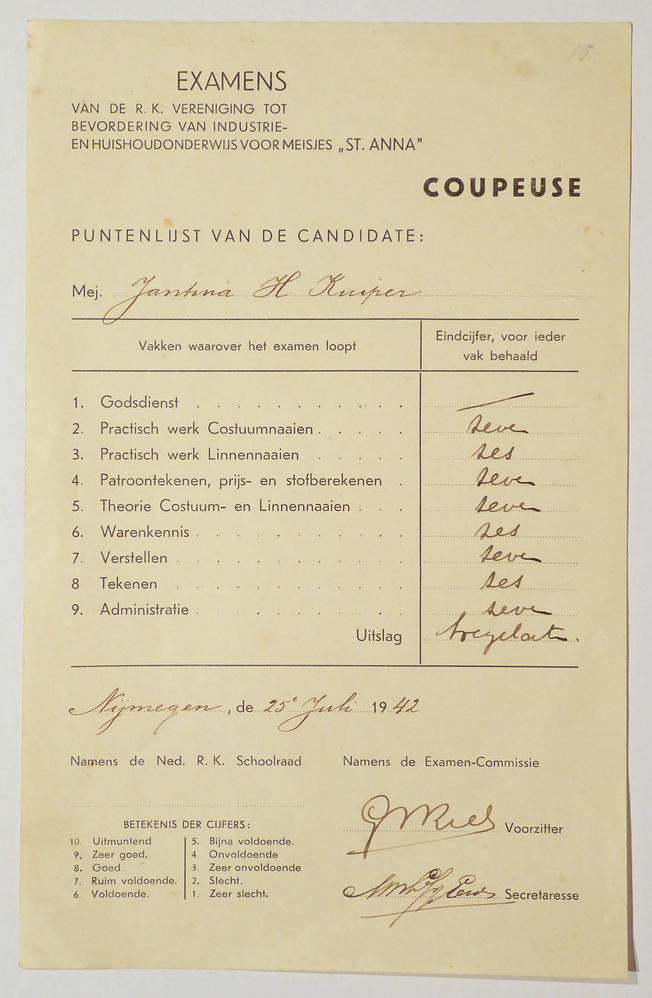 15
EXAMENS
VAN DE R. K. VERENIGING TOT
BEVORDERING VAN INDUSTRIE-
EN HUISHOUDONDERWIJS VOOR MEISJES „ST. ANNA”
COUPEUSE
PUNTENLIJST VAN DE CANDIDATE:
Mej. Jantina H. Kuiper
Vakken waarover het examen loopt
Eindcijfer, voor ieder
vak behaald
1. Godsdienst . . . . . . . . . . . —
2. Practisch werk Costuumnaaien . . . . . zeven
3. Practisch werk Linnennaaien . . . . . zes
4. Patroontekenen, prijs- en stofberekenen . zeven
5. Theorie Costuum- en Linnennaaien . . . zeven
6. Warenkennis . . . . . . . . . . zes
7. Verstellen . . . . . . . . . . . zeven
8 Tekenen . . . . . . . . . . . zes
9. Administratie . . . . . . . . . . zeven
Uitslag toegelaten.
Nijmegen, de 25e Juli 1942
Namens de Ned. R. K. Schoolraad
Namens de Examen-Commissie
Voorzitter
Secretaresse
BETEKENIS DER CIJFERS:
10. Uitmuntend
9. Zeer goed.
8. Goed
7. Ruim voldoende.
6. Voldoende.
5. Bijna voldoende.
4 Onvoldoende
3. Zeer onvoldoende
2. Slecht.
1. Zeer slecht.